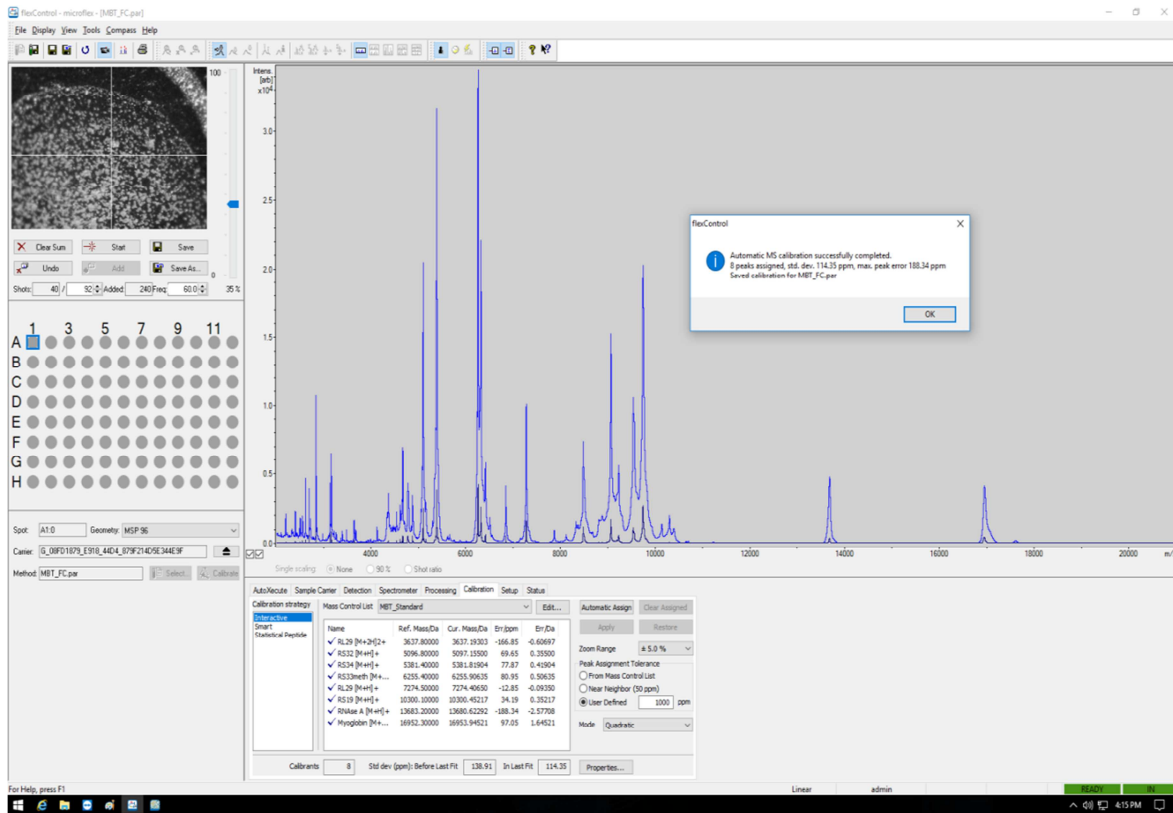 flexControl - microflex - [MBT_FC.par]
File Display View Tools Compass Help
100
0
Clear Sum Start Save
Undo Add Save As...
Shots: 40 / 92 Added: 240 Freq: 60.0 35 %
1 3 5 7 9 11
A
B
C
D
E
F
G
H
Spot: A1:0 Geometry: MSP 96
Carrier: G_08FD1879_E918_44D4_879F214D5E344E9F
Method: MBT_FC.par Select... Calibrate
Intens. [arb]
x10⁴
3.0
2.5
2.0
1.5
1.0
0.5
0.0
4000 6000 8000 10000 12000 14000 16000 18000 20000 m/
flexControl
Automatic MS calibration successfully completed.
8 peaks assigned, std. dev. 114.35 ppm, max. peak error 188.34 ppm
Saved calibration for MBT_FC.par
OK
Single scaling: None 90 % Shot ratio
AutoXecute Sample Carrier Detection Spectrometer Processing Calibration Setup Status
Calibration strategy
Interactive
Smart
Statistical Peptide
Mass Control List MBT_Standard Edit...
Name Ref. Mass/Da Cur. Mass/Da Err/ppm Err/Da
RL29 [M+2H]2+ 3637.80000 3637.19303 -166.85 -0.60697
RS32 [M+H]+ 5096.80000 5097.15500 69.65 0.35500
RS34 [M+H]+ 5381.40000 5381.81904 77.87 0.41904
RS33meth [M+... 6255.40000 6255.90635 80.95 0.50635
RL29 [M+H]+ 7274.50000 7274.40650 -12.85 -0.09350
RS19 [M+H]+ 10300.10000 10300.45217 34.19 0.35217
RNAse A [M+H]+ 13683.20000 13680.62292 -188.34 -2.57708
Myoglobin [M+... 16952.30000 16953.94521 97.05 1.64521
Automatic Assign Clear Assigned
Apply Restore
Zoom Range ± 5.0 %
Peak Assignment Tolerance
From Mass Control List
Near Neighbor (50 ppm)
User Defined 1000 ppm
Mode Quadratic
Calibrants 8 Std dev (ppm): Before Last Fit 138.91 In Last Fit 114.35 Properties...
For Help, press F1 Linear admin READY IN
4:15 PM